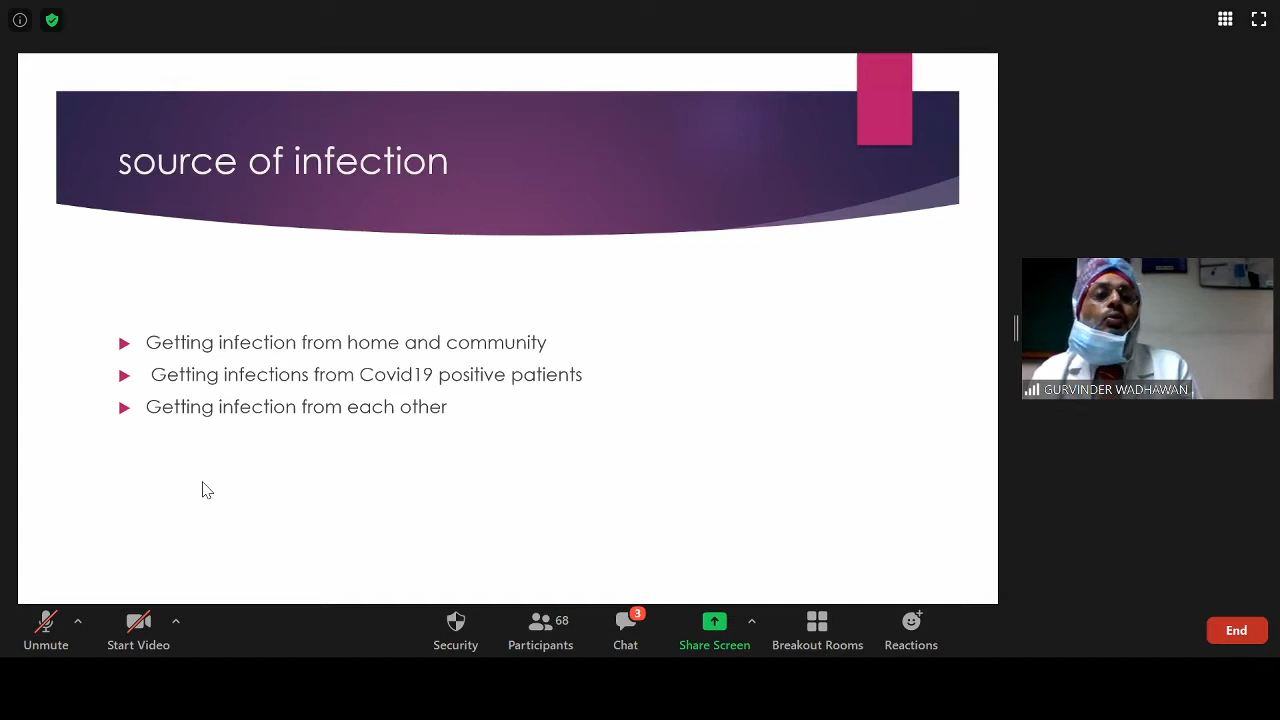 source of infection
Getting infection from home and community
Getting infections from Covid19 positive patients
Getting infection from each other
GURVINDER WADHAWAN
68
3
Unmute
Start Video
Security
Participants
Chat
Share Screen
Breakout Rooms
Reactions
End